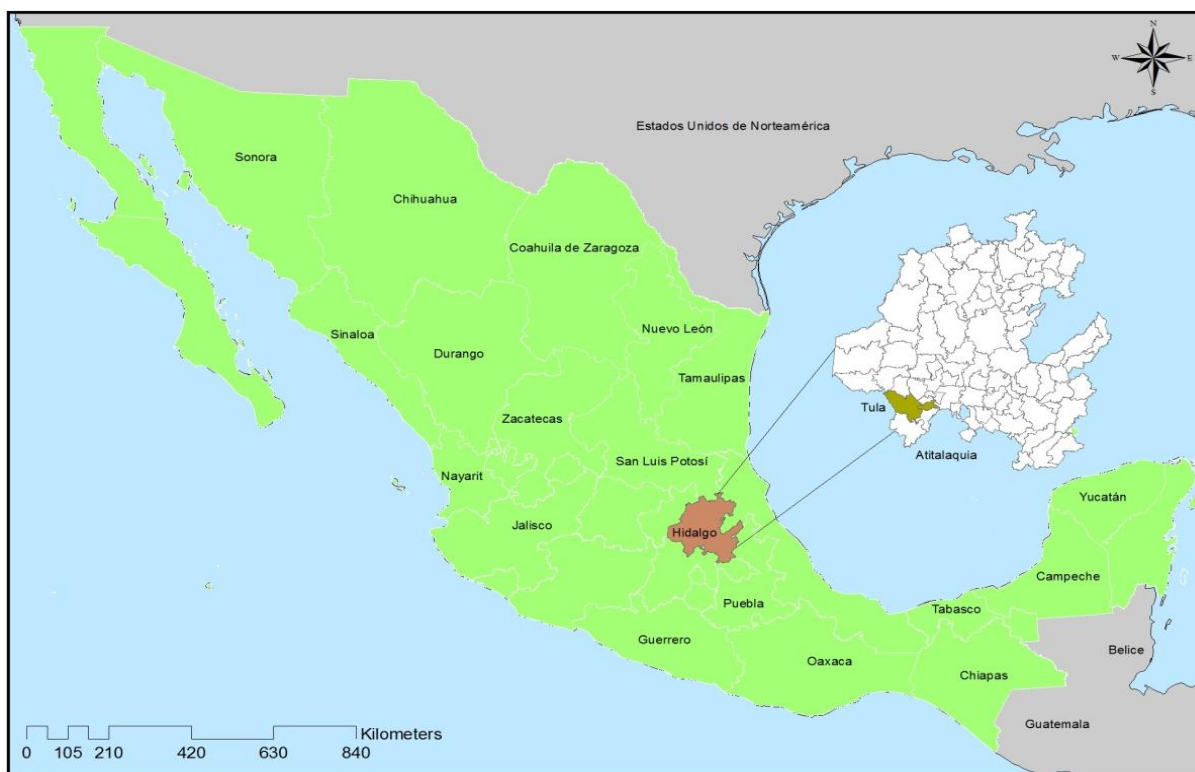 N
W E
S
Estados Unidos de Norteamérica
Sonora
Chihuahua
Coahuila de Zaragoza
Sinaloa
Nuevo León
Durango
Tamaulipas
Zacatecas
Tula
Atitalaquia
San Luis Potosí
Nayarit
Yucatán
Jalisco
Hidalgo
Campeche
Puebla
Tabasco
Guerrero
Oaxaca
Belice
Chiapas
Guatemala
Kilometers
0 105 210 420 630 840